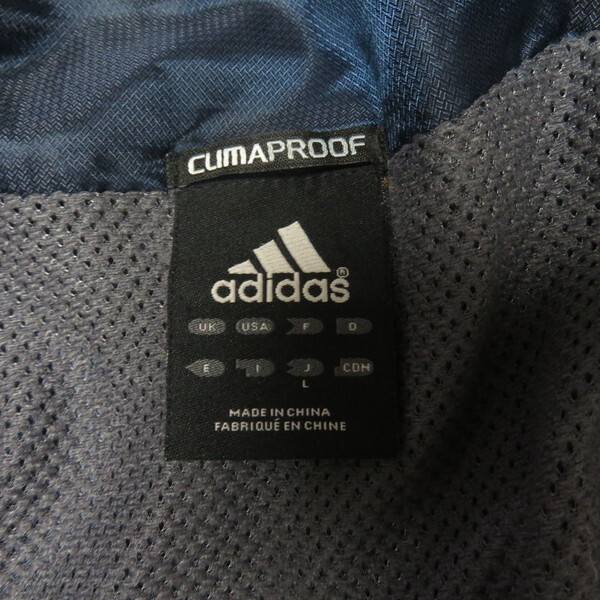 CLIMAPROOF
adidas®
UK USA F D
E I J CDN
L
MADE IN CHINA
FABRIQUÉ EN CHINE